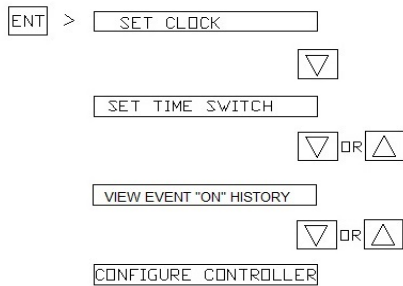 ENT > SET CLOCK
SET TIME SWITCH
OR
VIEW EVENT "ON" HISTORY
OR
CONFIGURE CONTROLLER